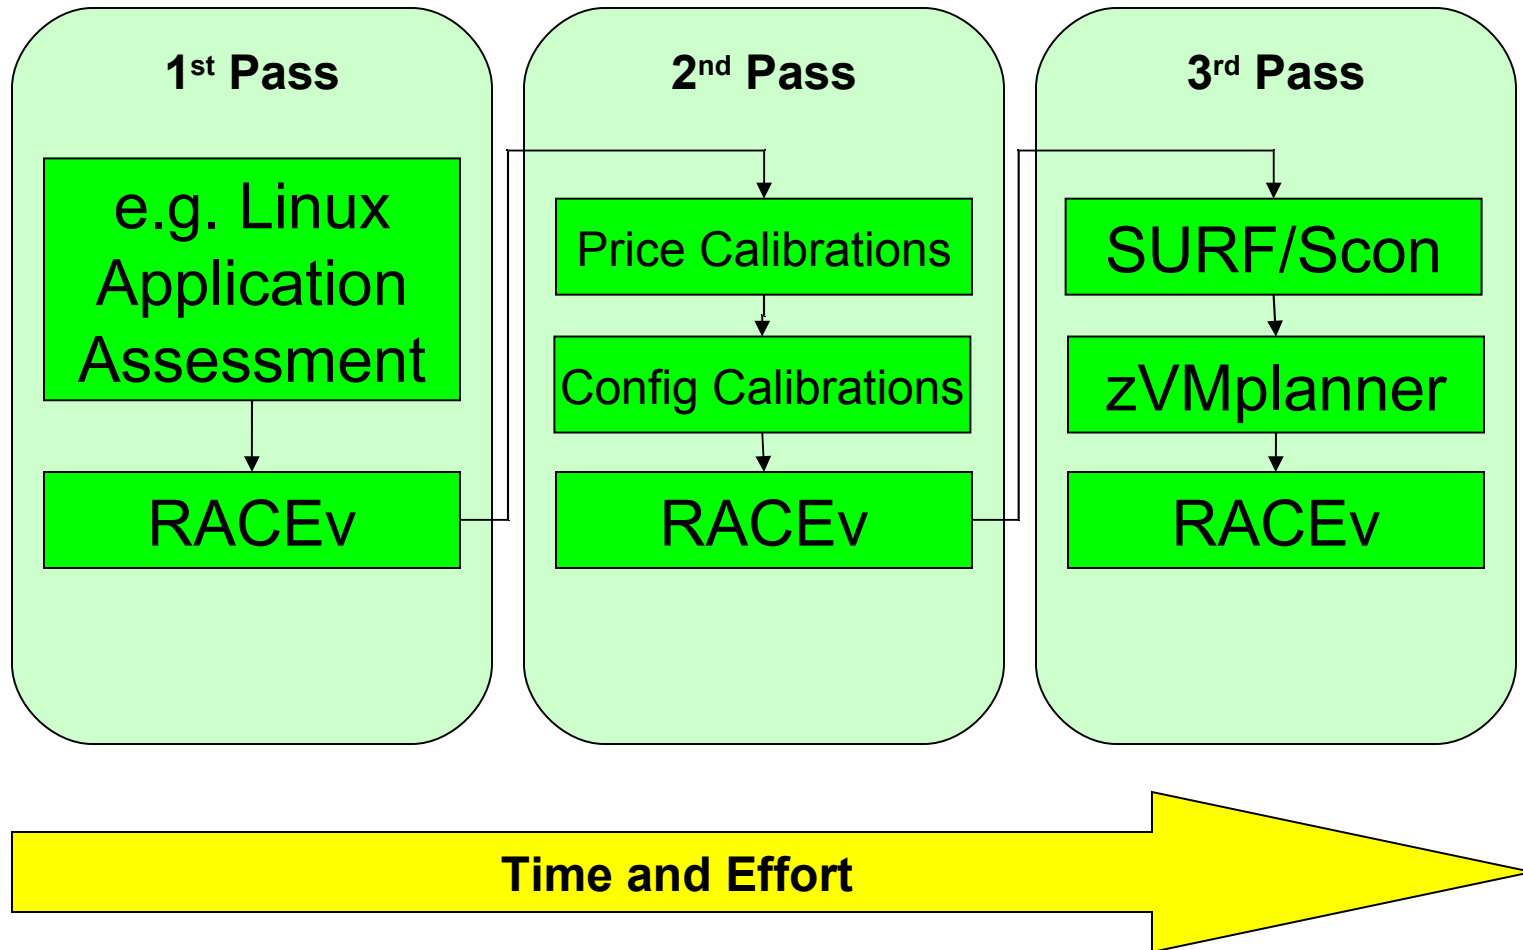 1st Pass
e.g. Linux
Application
Assessment
RACEv
2nd Pass
Price Calibrations
Config Calibrations
RACEv
3rd Pass
SURF/Scon
zVMplanner
RACEv
Time and Effort